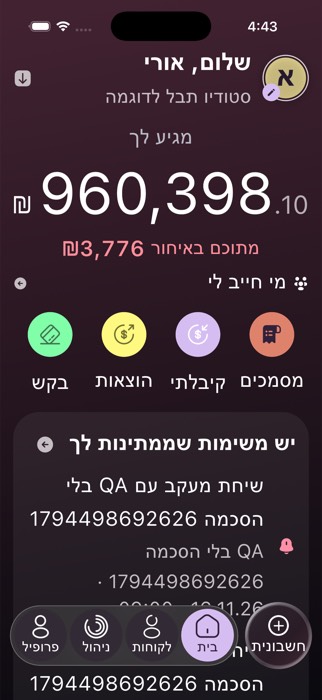 4:43
שלום, אורי
א
סטודיו תבל לדוגמה
מגיע לך
₪ 960,398.10
מתוכם באיחור ₪3,776
מי חייב לי
מסמכים
קיבלתי
הוצאות
בקש
יש משימות שממתינות לך
שיחת מעקב עם QA בלי
הסכמה 1794498692626
QA בלי הסכמה
1794498692626 ·
חשבונית
בית
לקוחות
ניהול
פרופיל
הסכמה 1794498692626